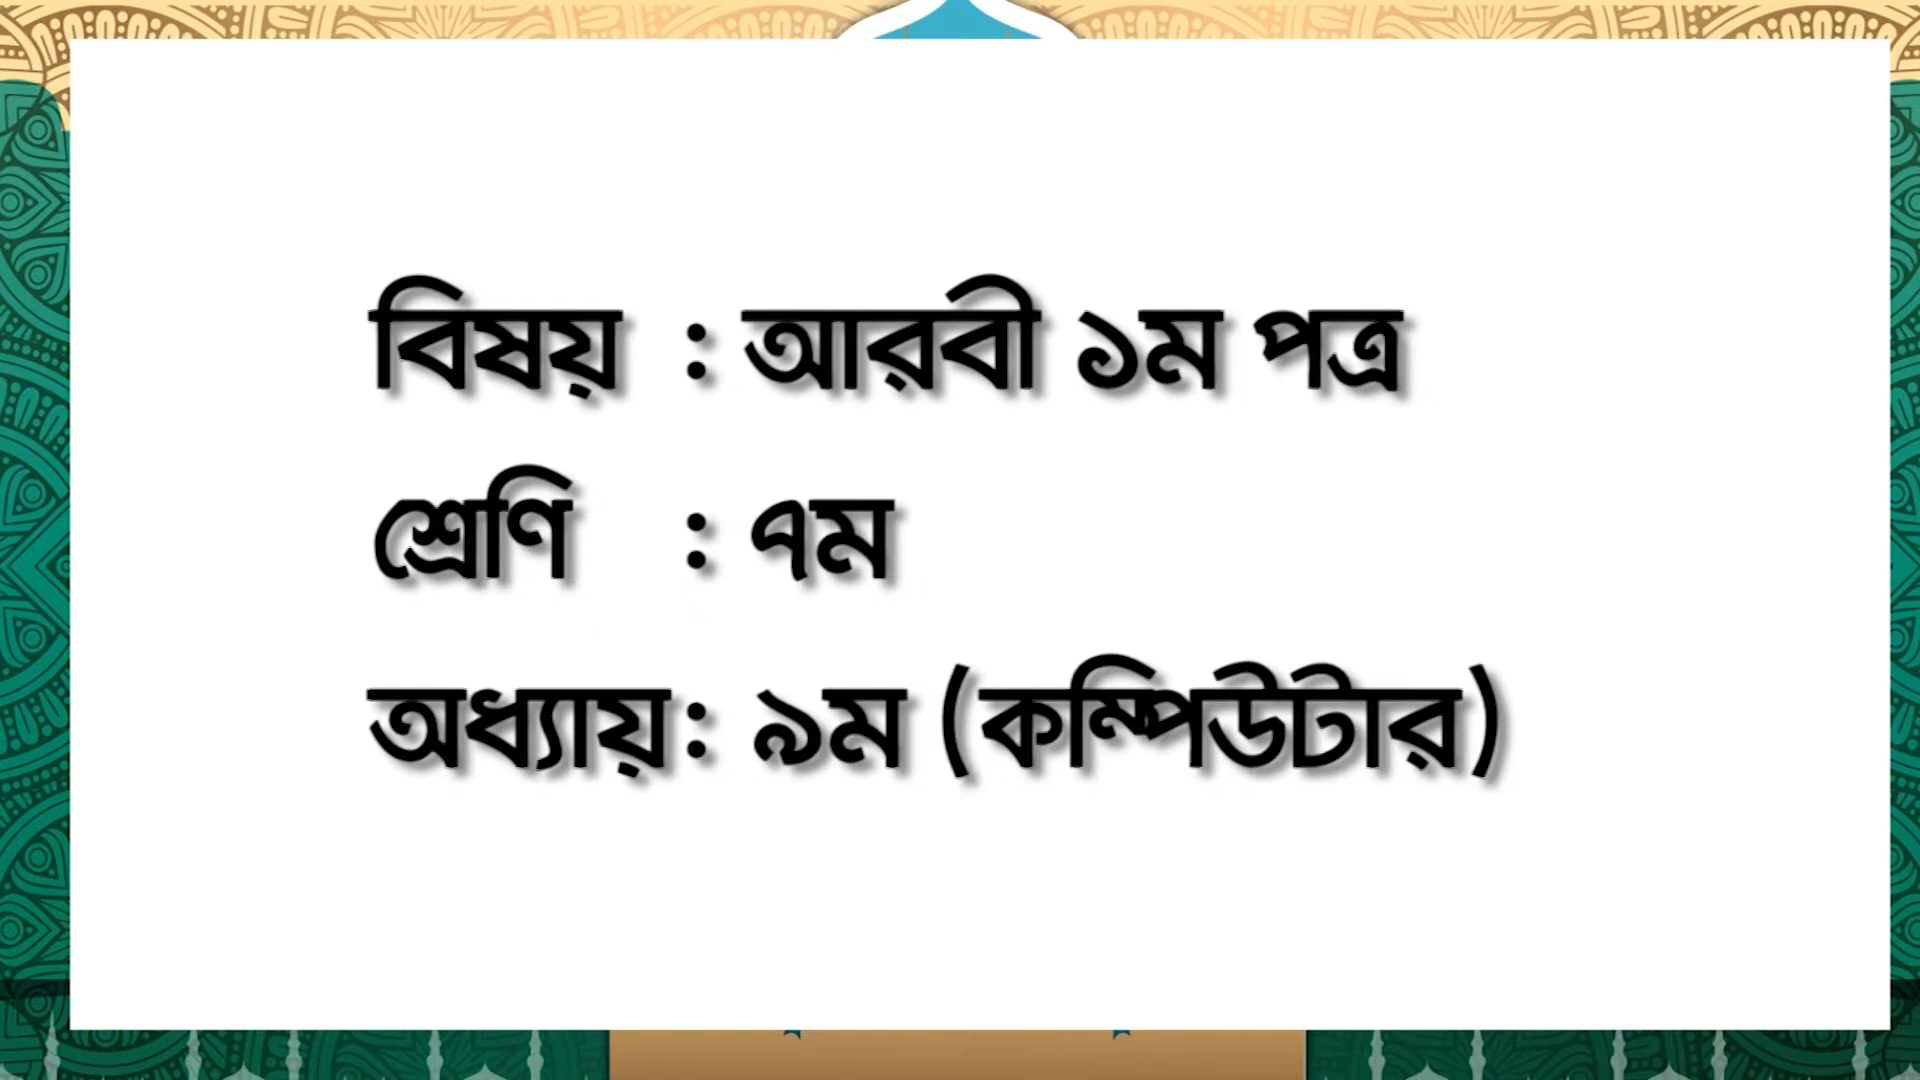 বিষয় : আরবী ১ম পত্র
শ্রেণি : ৭ম
অধ্যায়: ৯ম (কম্পিউটার)